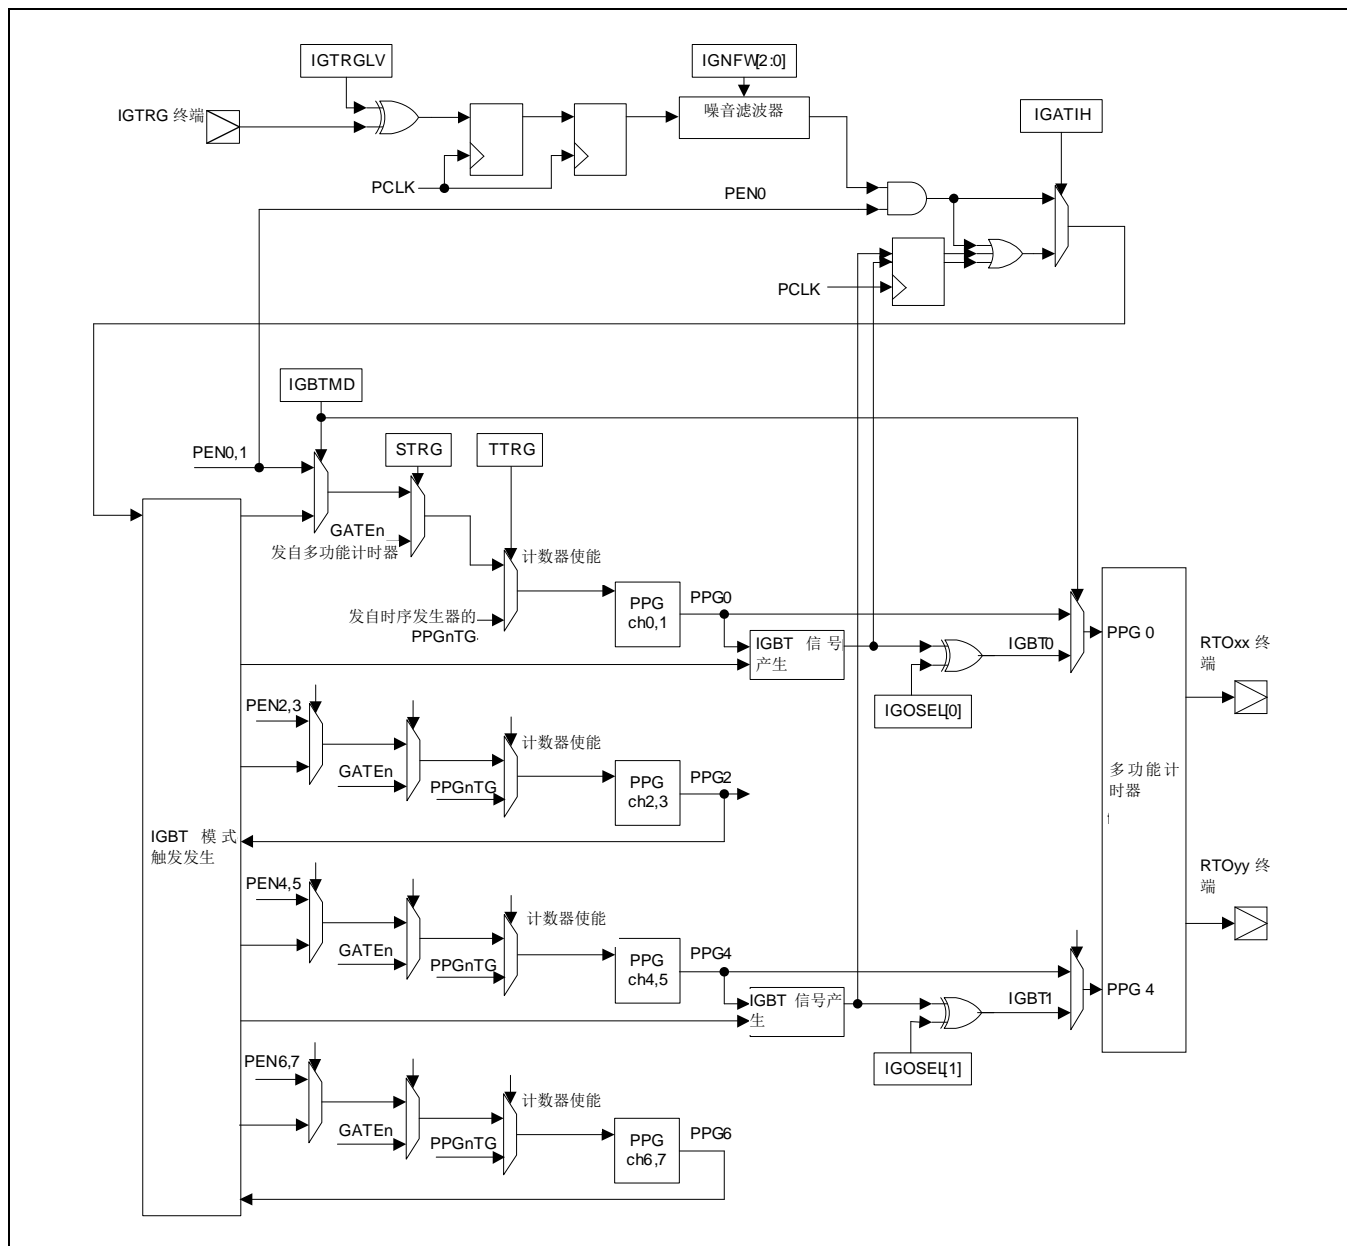 IGTRGLV
IGNFW[2:0]
IGTRG 终端
噪音滤波器
IGATIH
PCLK
PEN0
PCLK
IGBTMD
PEN0,1
STRG
TTRG
GATEn
发自多功能计时器
计数器使能
发自时序发生器的
PPGnTG
PPG
ch0,1
PPG0
IGBT 信号
产生
IGBT0
IGOSEL[0]
PPG 0
RTOxx 终
端
PEN2,3
GATEn
PPGnTG
计数器使能
PPG
ch2,3
PPG2
多功能计
时器
IGBT 模式
触发发生
PEN4,5
GATEn
PPGnTG
计数器使能
PPG
ch4,5
PPG4
IGBT 信号产
生
IGBT1
IGOSEL[1]
PPG 4
RTOyy 终
端
PEN6,7
GATEn
PPGnTG
计数器使能
PPG
ch6,7
PPG6